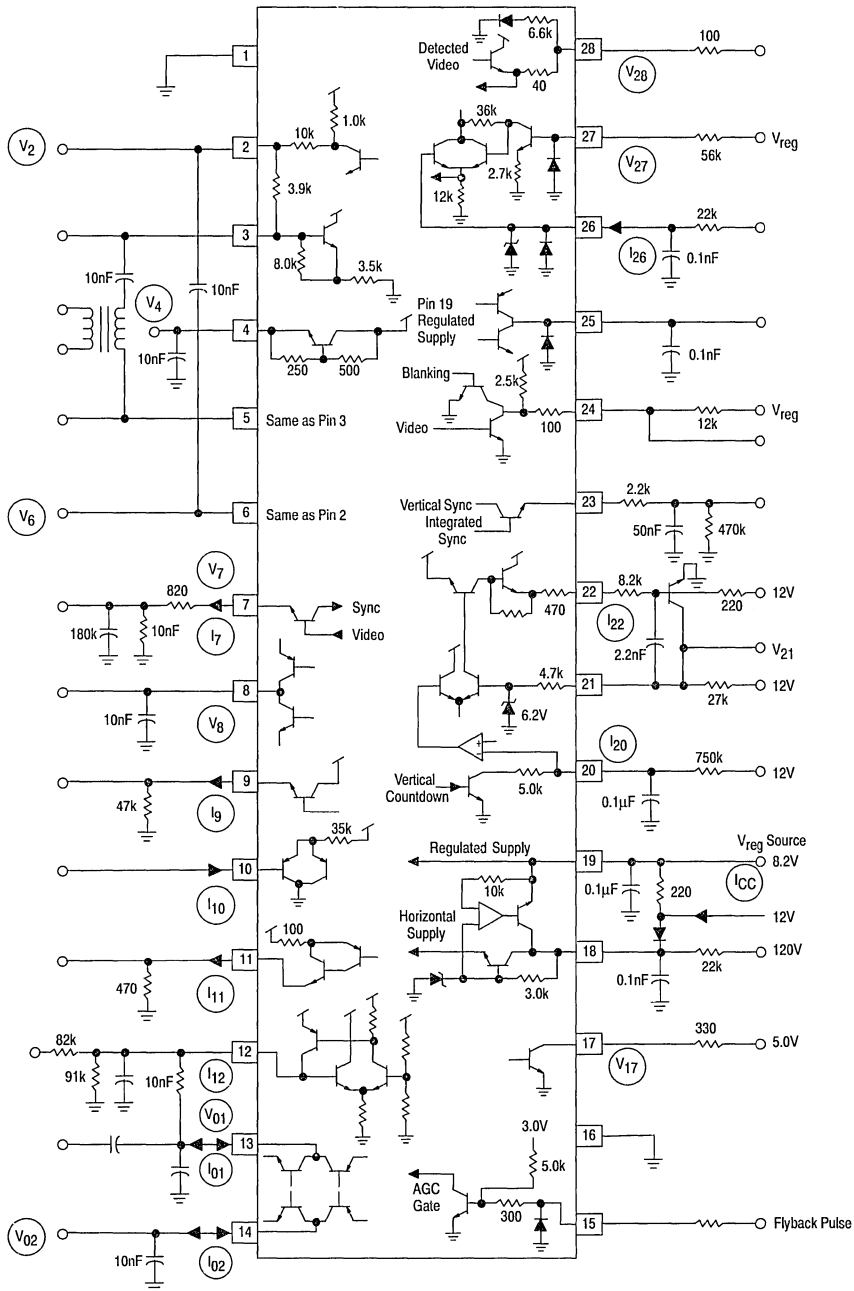 1
6.6k
Detected
Video
40
28
100
V28
V2
2
10k
1.0k
3.9k
36k
27
Vreg
56k
V27
2.7k
12k
3
8.0k
3.5k
26
22k
I26
0.1nF
10nF
10nF
V4
4
10nF
250
500
Pin 19
Regulated
Supply
25
0.1nF
5
Same as Pin 3
Blanking
2.5k
Video
100
24
Vreg
12k
V6
6
Same as Pin 2
Vertical Sync
Integrated
Sync
23
2.2k
50nF
470k
V7
820
7
Sync
Video
180k
10nF
I7
470
22
8.2k
I22
220
12V
2.2nF
V21
8
10nF
V8
4.7k
6.2V
21
27k
12V
+
−
I20
9
47k
I9
Vertical
Countdown
5.0k
20
750k
12V
0.1µF
10
35k
I10
Regulated Supply
19
Vreg Source
8.2V
0.1µF
220
ICC
12V
10k
Horizontal
Supply
3.0k
18
120V
22k
0.1nF
11
100
470
I11
82k
12
91k
10nF
I12
17
330
5.0V
V17
V01
13
I01
3.0V
5.0k
16
AGC
Gate
300
15
Flyback Pulse
V02
14
10nF
I02